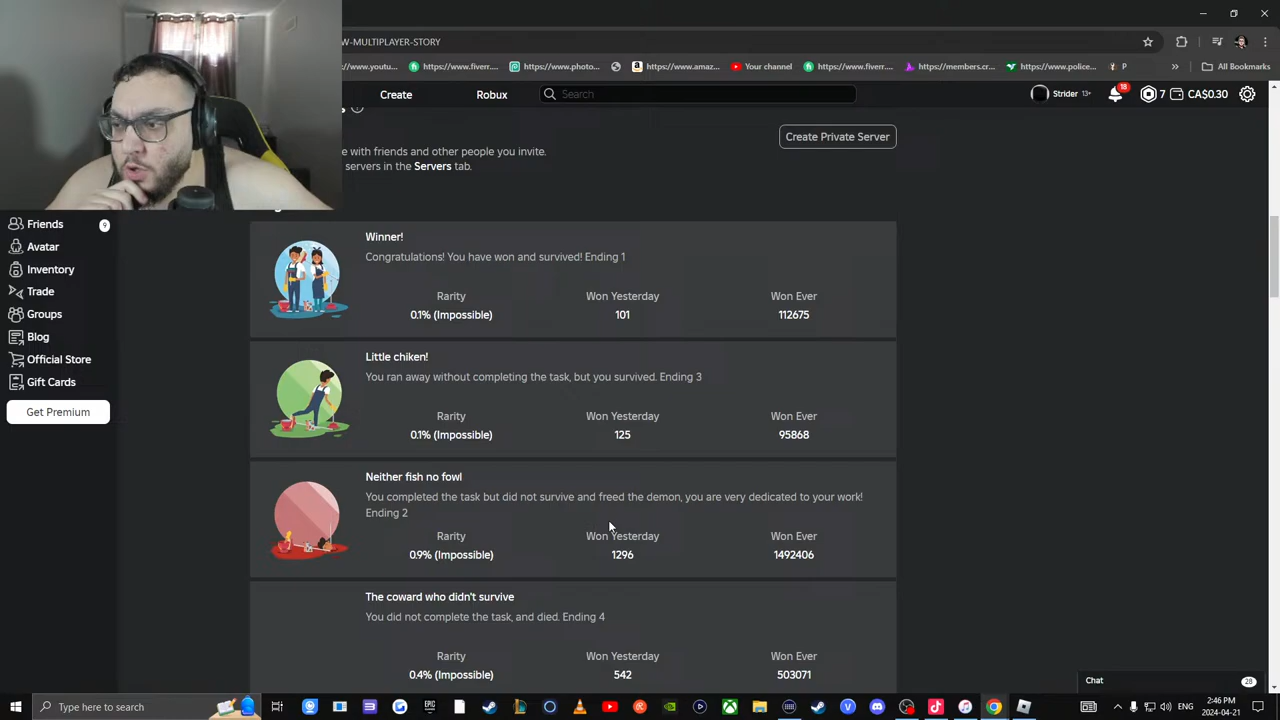 W-MULTIPLAYER-STORY
https://www.youtu...
https://www.fiverr....
https://www.photo...
https://www.amaz...
Your channel
https://www.fiverr....
https://members.cr...
https://www.police...
P
»
All Bookmarks
Create
Robux
Search
Strider 13+
18
7
CA$0.30
e with friends and other people you invite.
Create Private Server
servers in the Servers tab.
Friends
9
Avatar
Inventory
Trade
Groups
Blog
Official Store
Gift Cards
Get Premium
Winner!
Congratulations! You have won and survived! Ending 1
Rarity
Won Yesterday
Won Ever
0.1% (Impossible)
101
112675
Little chiken!
You ran away without completing the task, but you survived. Ending 3
Rarity
Won Yesterday
Won Ever
0.1% (Impossible)
125
95868
Neither fish no fowl
You completed the task but did not survive and freed the demon, you are very dedicated to your work!
Ending 2
Rarity
Won Yesterday
Won Ever
0.9% (Impossible)
1296
1492406
The coward who didn't survive
You did not complete the task, and died. Ending 4
Rarity
Won Yesterday
Won Ever
0.4% (Impossible)
542
503071
Chat
28
Type here to search
EPIC
ENG
2:46 PM
2024-04-21